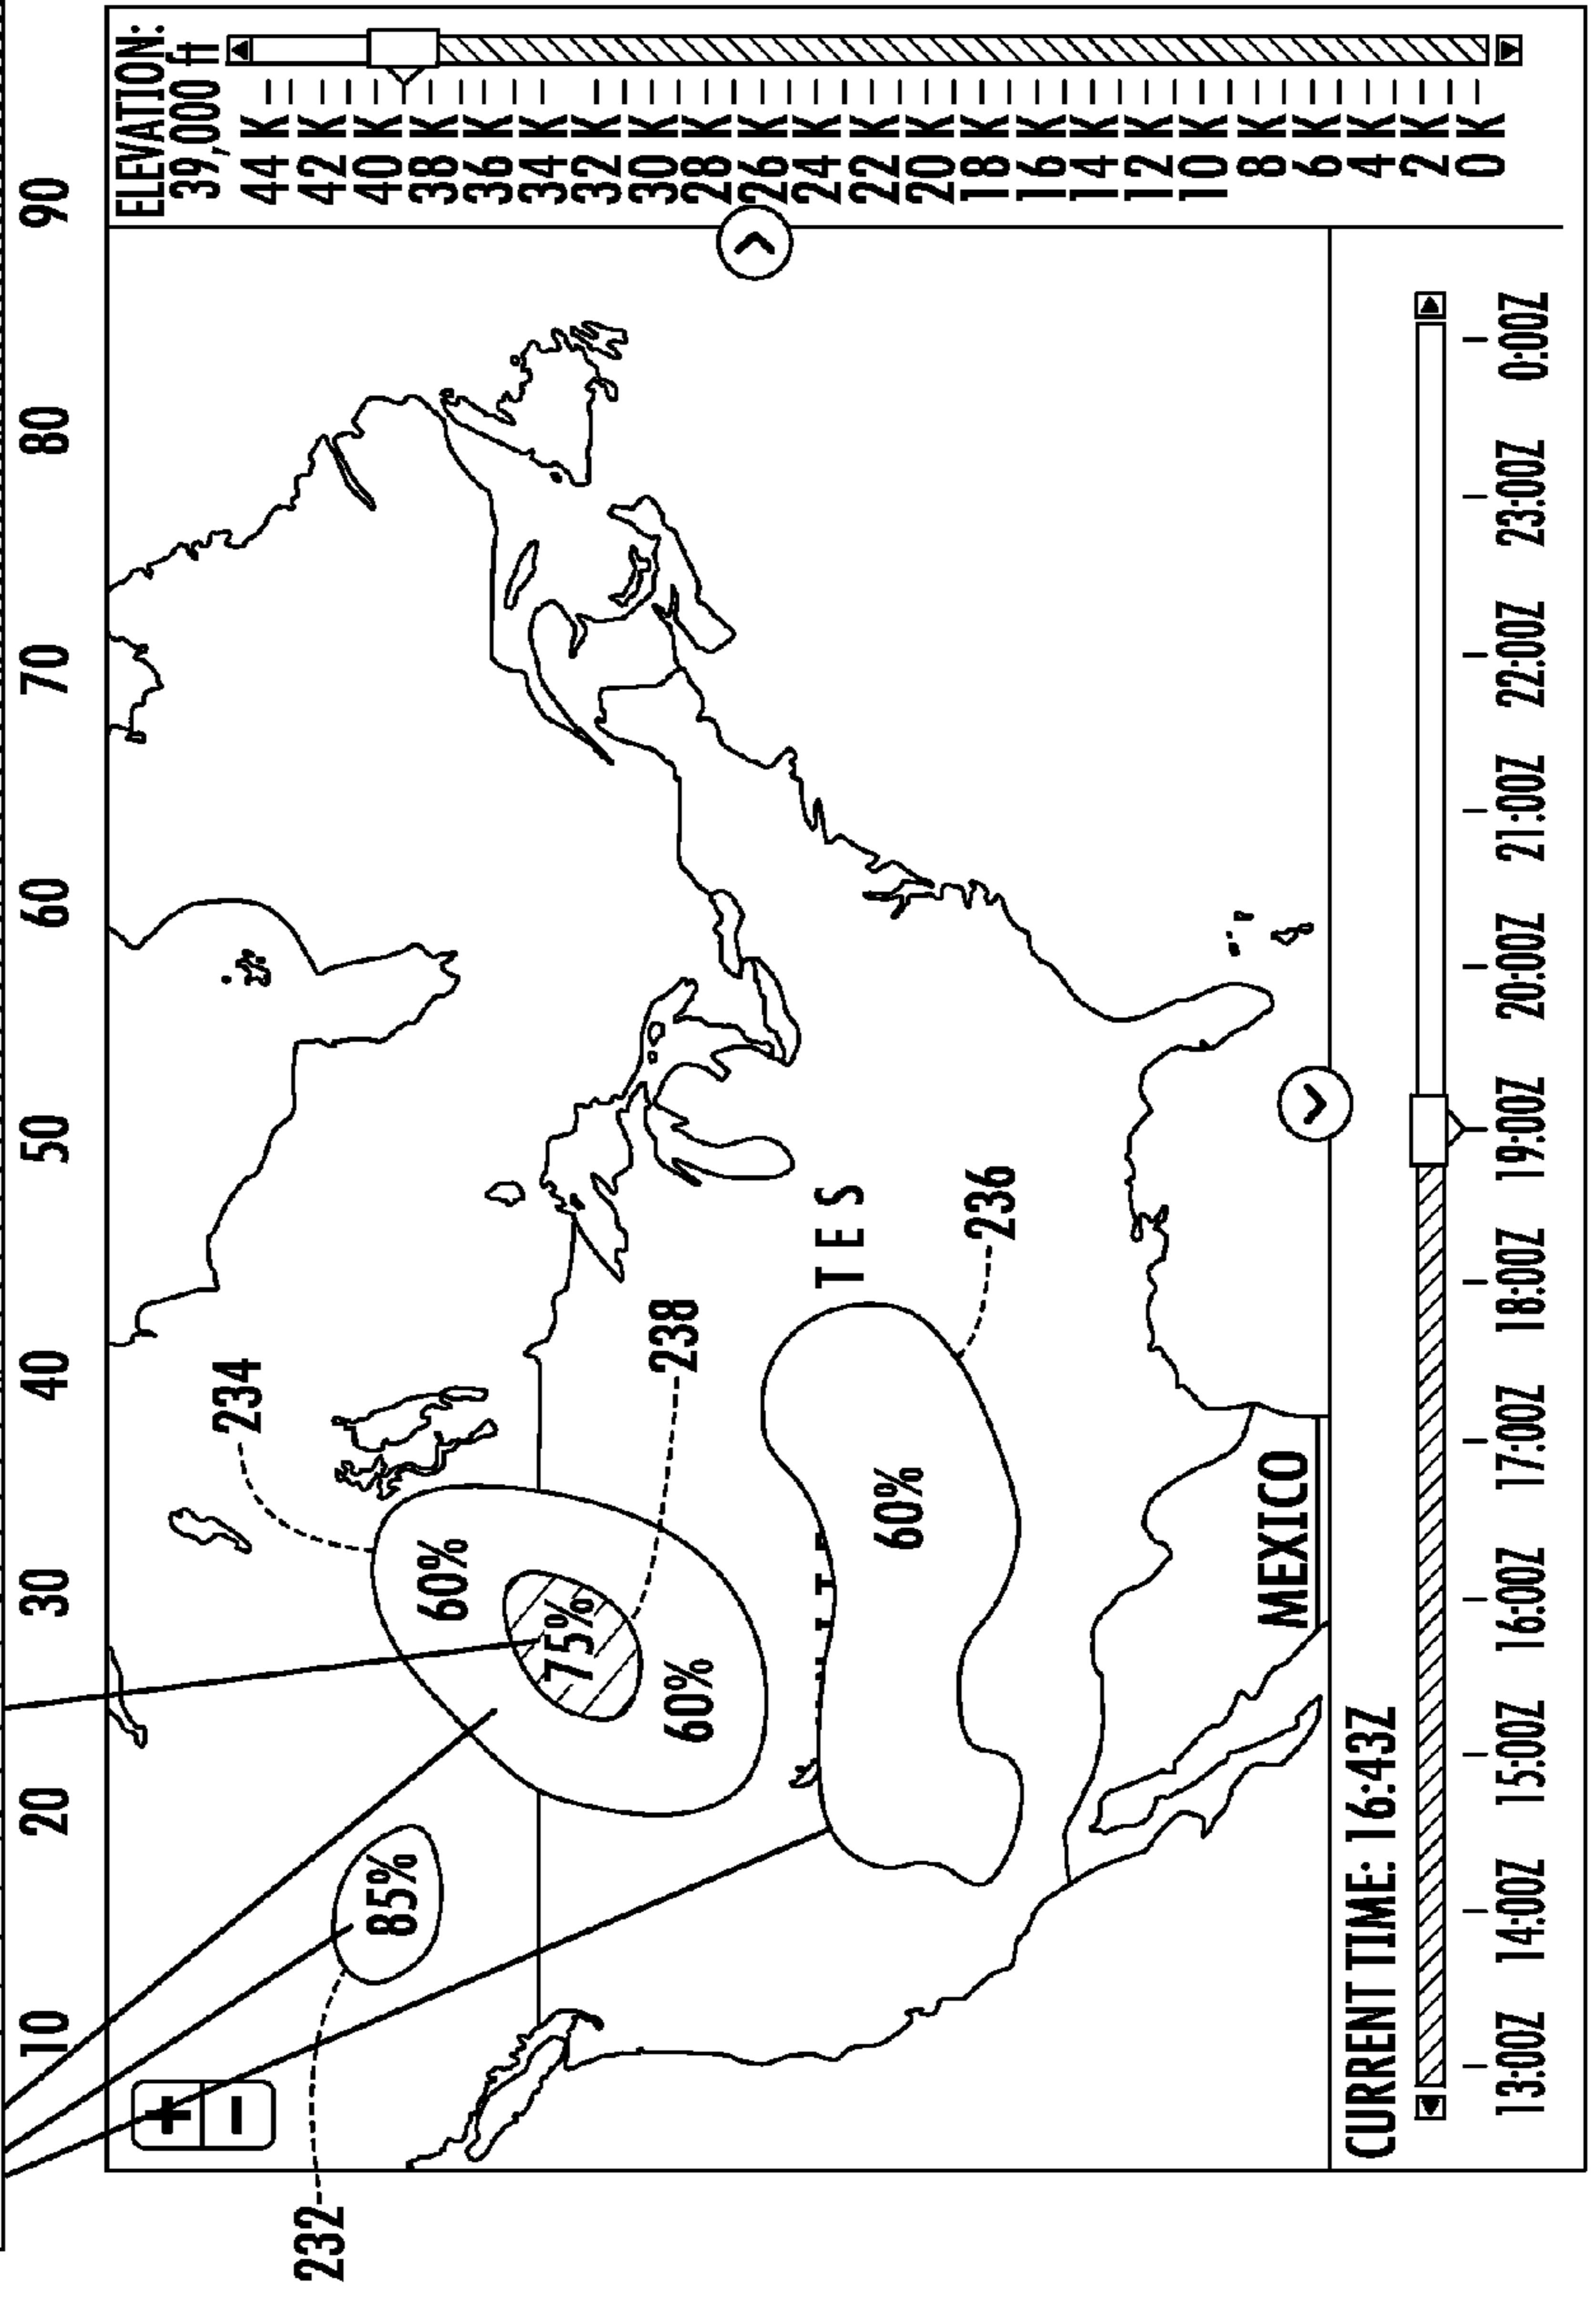 10 20 30 40 50 60 70 80 90
ELEVATION:
39,000 ft
44 K
42 K
40 K
38 K
36 K
34 K
32 K
30 K
28 K
26 K
24 K
22 K
20 K
18 K
16 K
14 K
12 K
10 K
8 K
6 K
4 K
2 K
0 K
+
−
232
234
85%
60%
75%
60%
238
T E S
60%
236
MEXICO
CURRENT TIME: 16:43Z
13:00Z 14:00Z 15:00Z 16:00Z 17:00Z 18:00Z 19:00Z 20:00Z 21:00Z 22:00Z 23:00Z 0:00Z